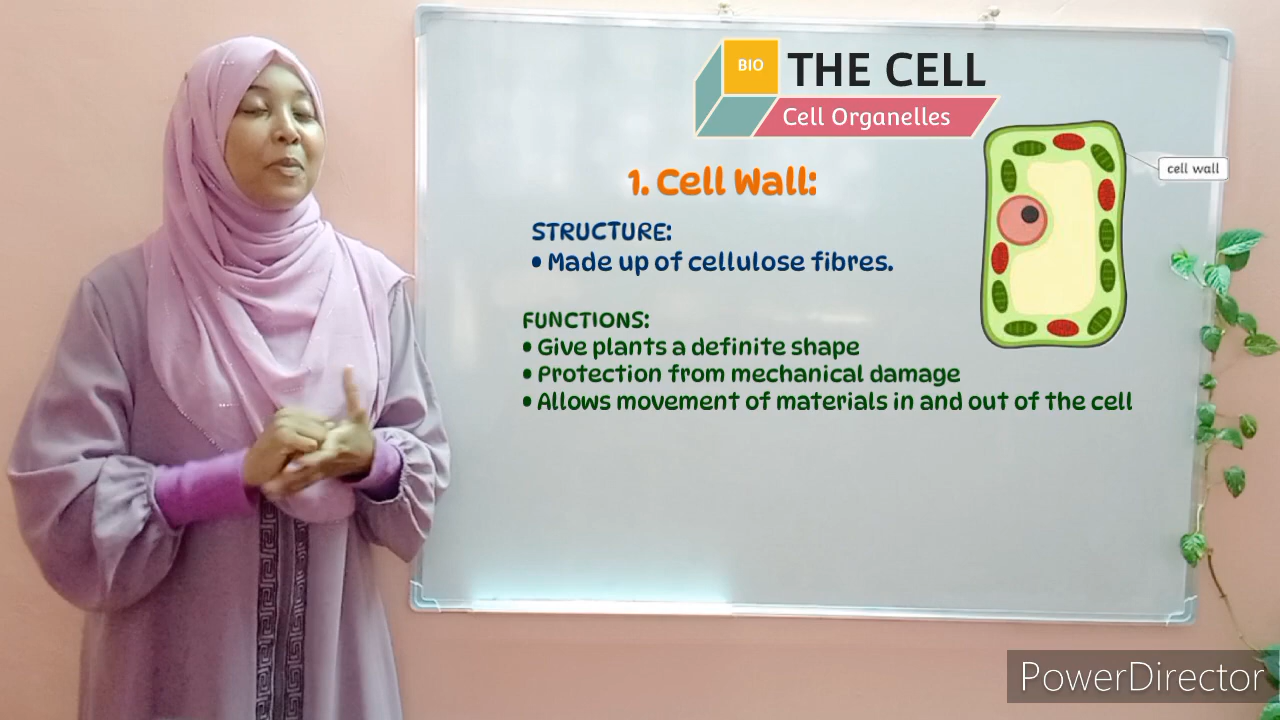 BIO
THE CELL
Cell Organelles
cell wall
1. Cell Wall:
STRUCTURE:
• Made up of cellulose fibres.
FUNCTIONS:
• Give plants a definite shape
• Protection from mechanical damage
• Allows movement of materials in and out of the cell
PowerDirector